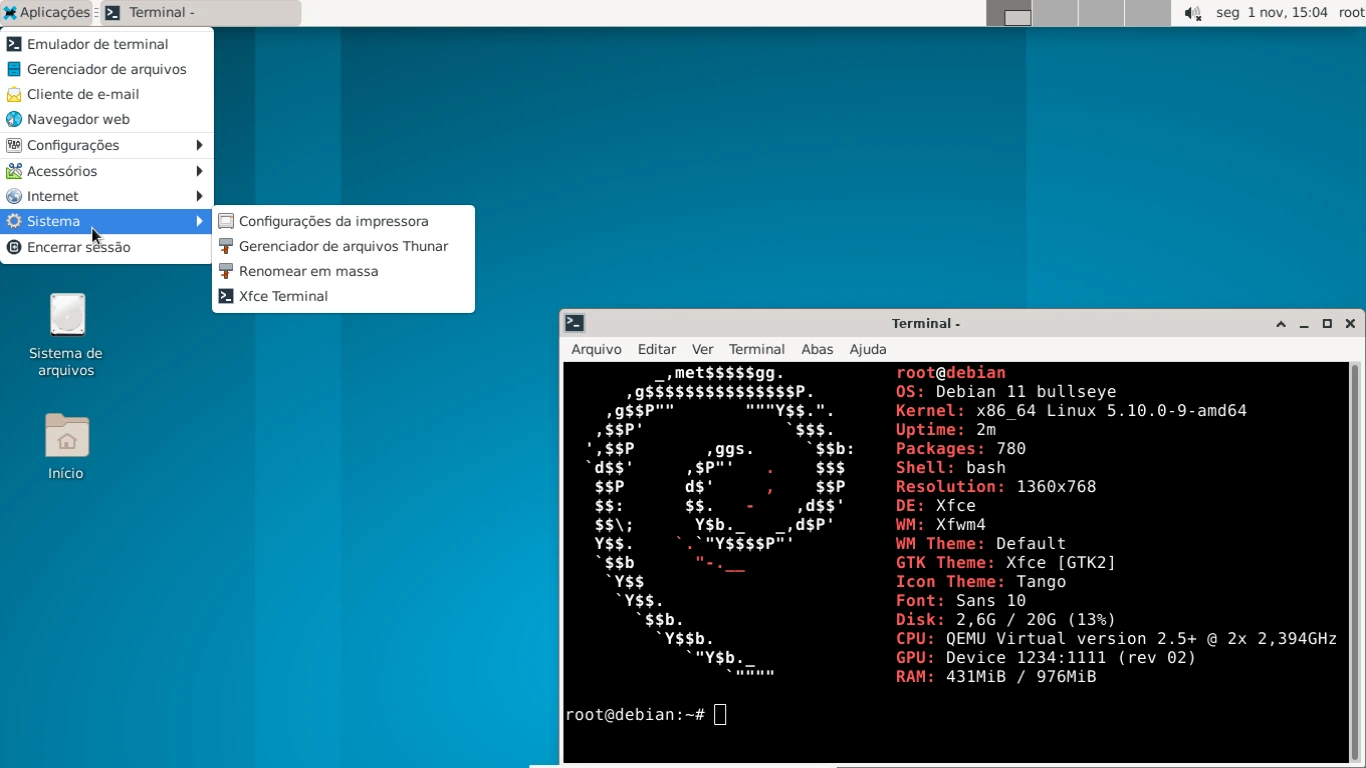 Aplicações
Terminal -
seg 1 nov, 15:04 root
Emulador de terminal
Gerenciador de arquivos
Cliente de e-mail
Navegador web
Configurações
Acessórios
Internet
Sistema
Encerrar sessão
Configurações da impressora
Gerenciador de arquivos Thunar
Renomear em massa
Xfce Terminal
Sistema de
arquivos
Início
Terminal -
Arquivo Editar Ver Terminal Abas Ajuda
         _,met$$$$$gg.           root@debian
      ,g$$$$$$$$$$$$$$$P.        OS: Debian 11 bullseye
    ,g$$P""       """Y$$.".      Kernel: x86_64 Linux 5.10.0-9-amd64
   ,$$P'              `$$$.      Uptime: 2m
  ',$$P       ,ggs.     `$$b:    Packages: 780
  `d$$'     ,$P"'   .    $$$     Shell: bash
   $$P      d$'     ,    $$P     Resolution: 1360x768
   $$:      $$.   -    ,d$$'     DE: Xfce
   $$\;      Y$b._   _,d$P'      WM: Xfwm4
   Y$$.    `.`"Y$$$$P"'          WM Theme: Default
   `$$b      "-.__               GTK Theme: Xfce [GTK2]
    `Y$$                         Icon Theme: Tango
     `Y$$.                       Font: Sans 10
       `$$b.                     Disk: 2,6G / 20G (13%)
         `Y$$b.                  CPU: QEMU Virtual version 2.5+ @ 2x 2,394GHz
            `"Y$b._              GPU: Device 1234:1111 (rev 02)
                `""""            RAM: 431MiB / 976MiB
root@debian:~#